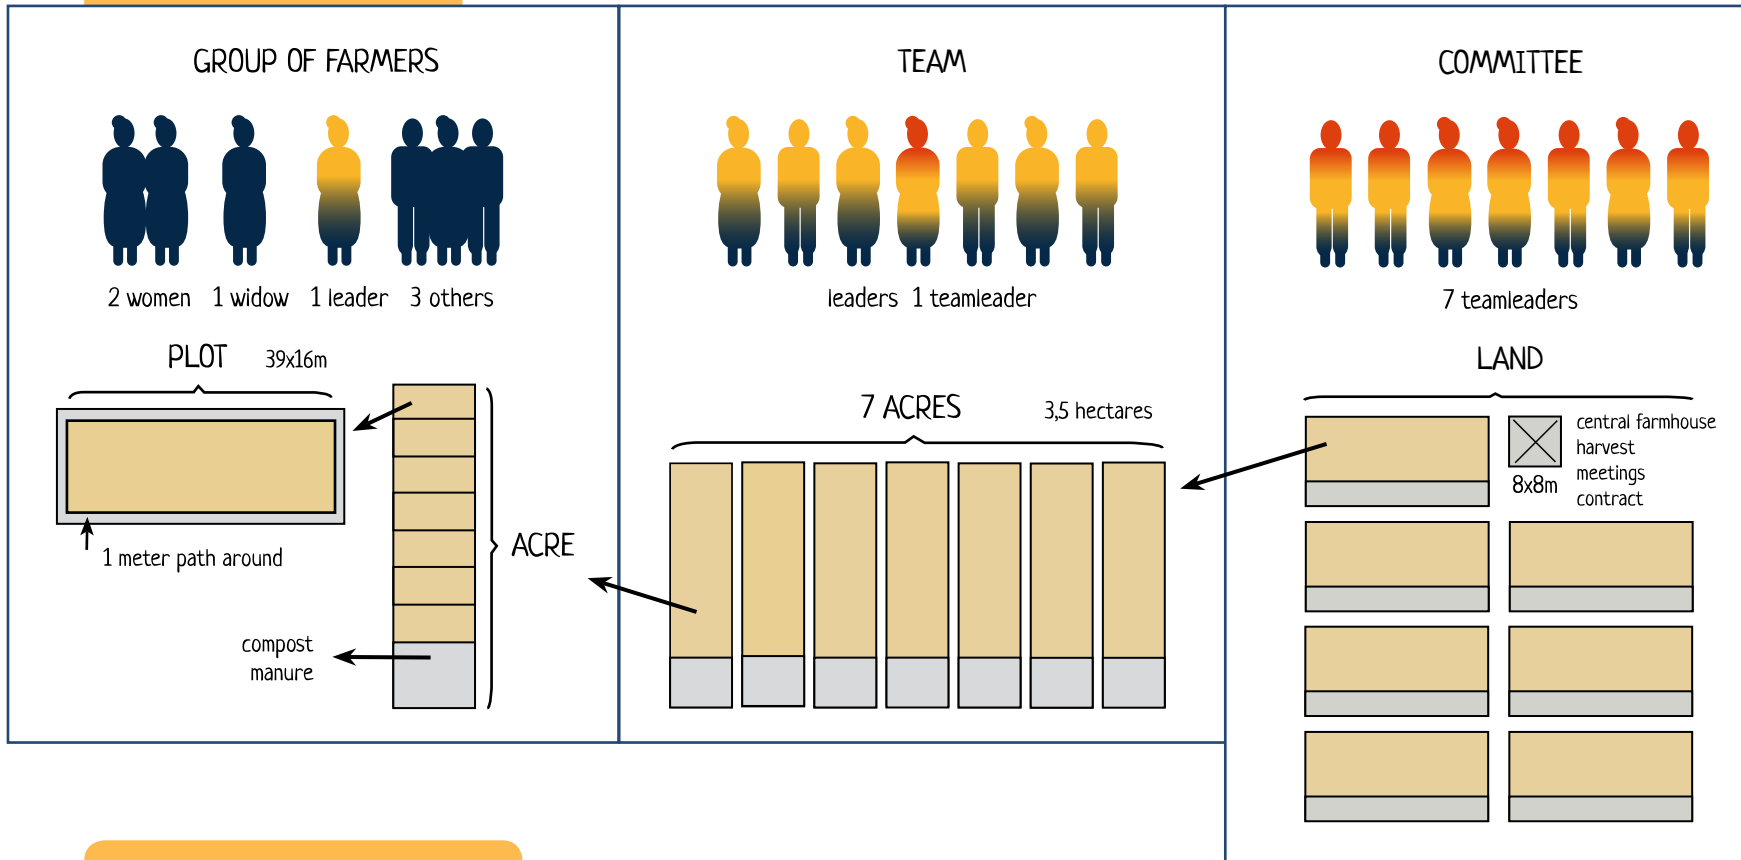 GROUP OF FARMERS
2 women 1 widow 1 leader 3 others
PLOT 39x16m
1 meter path around
ACRE
compost
manure
TEAM
leaders 1 teamleader
7 ACRES 3,5 hectares
COMMITTEE
7 teamleaders
LAND
central farmhouse
harvest
meetings
contract
8x8m